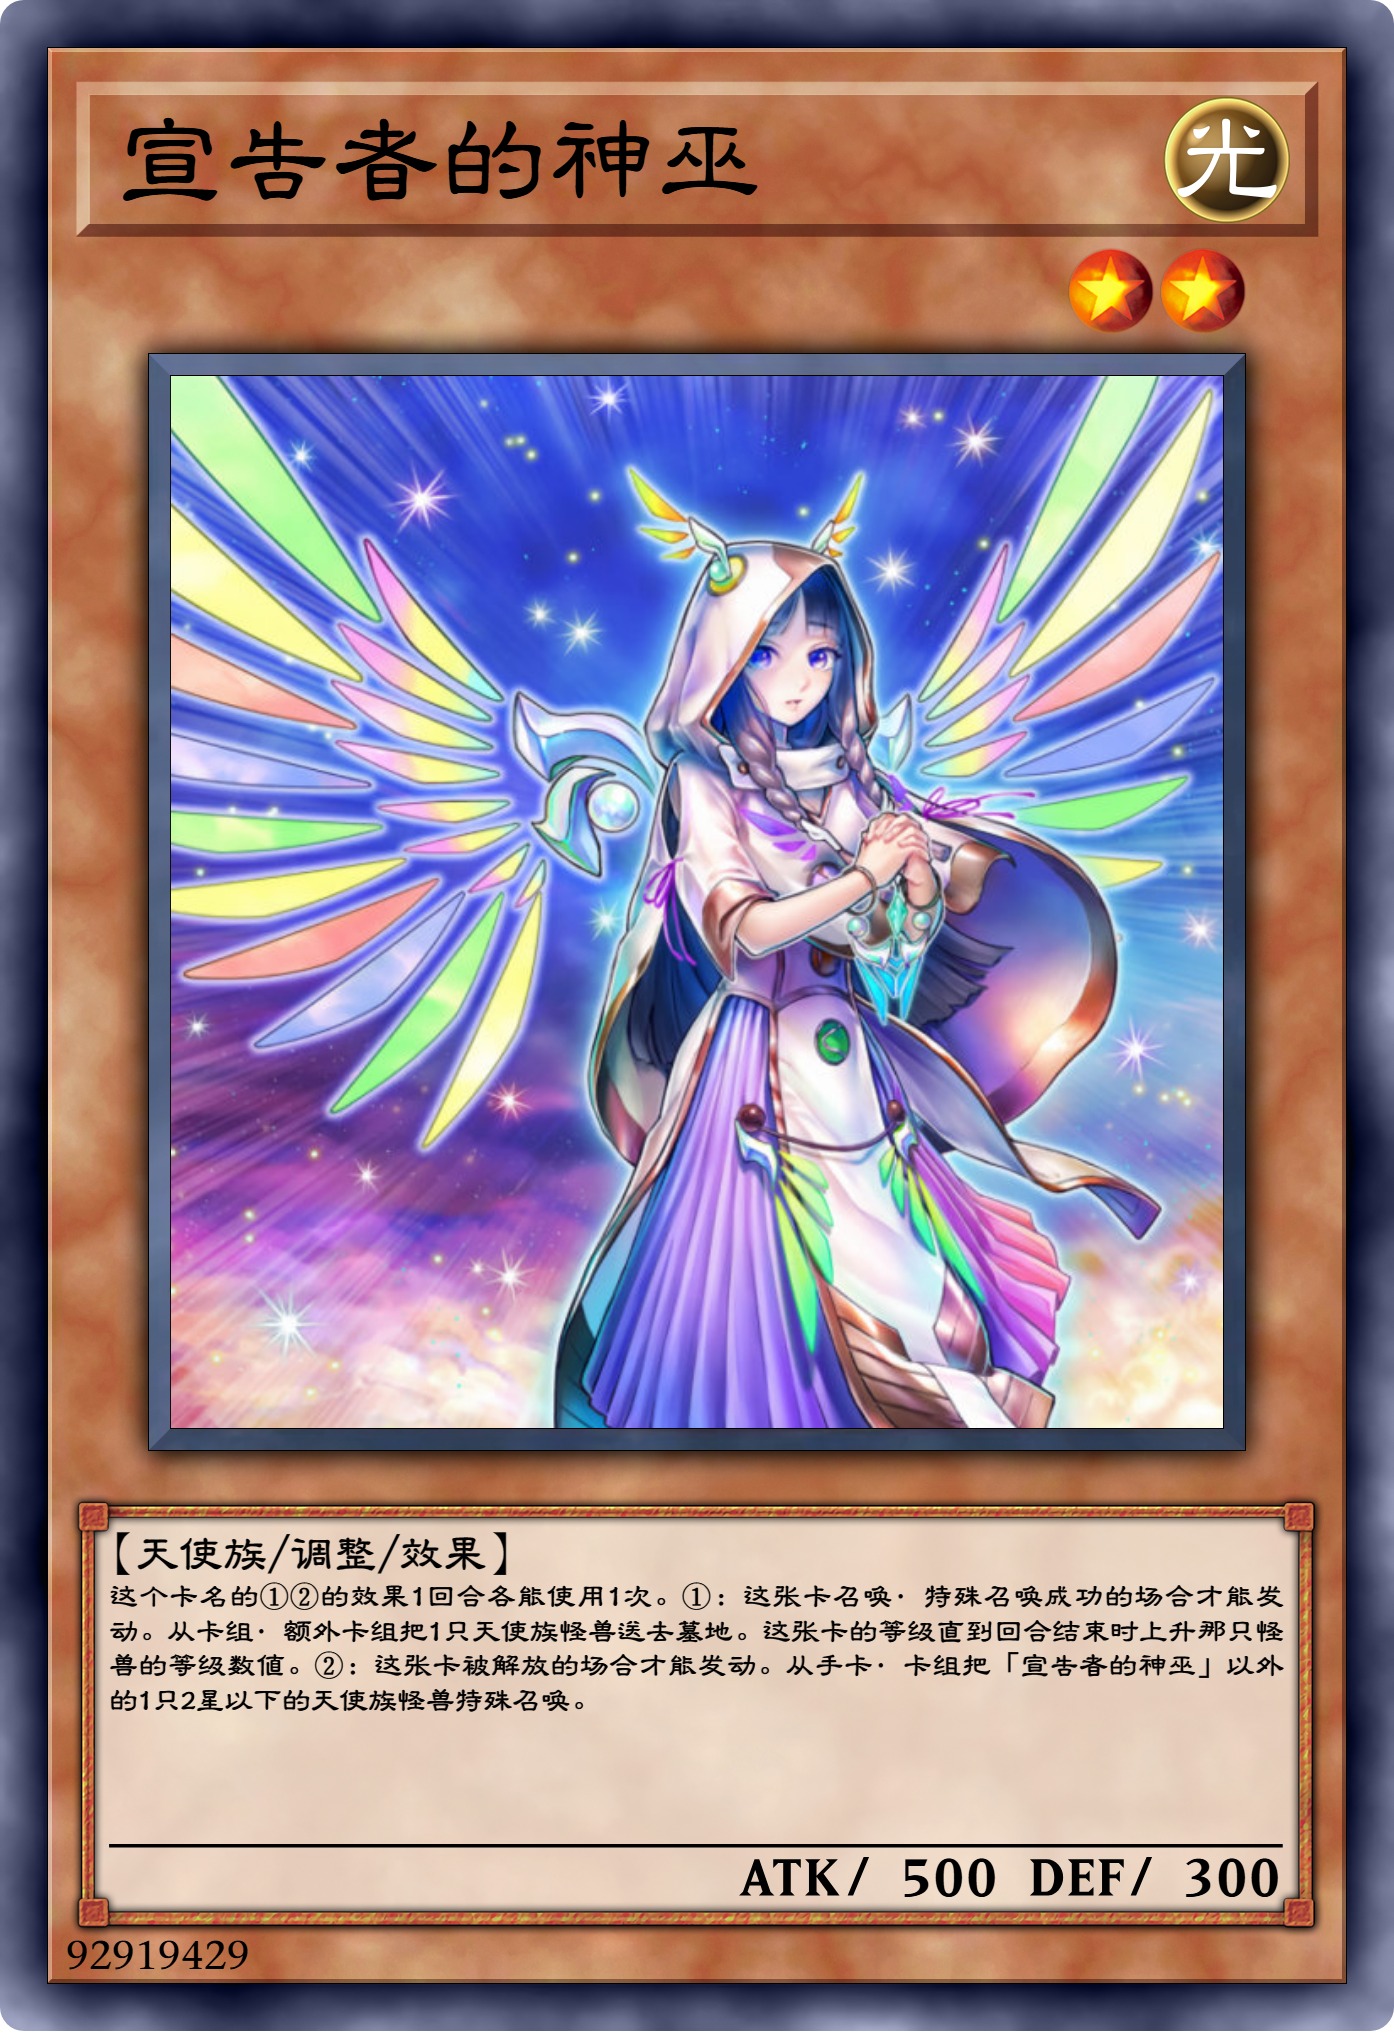 宣告者的神巫
光
【天使族/调整/效果】
这个卡名的①②的效果1回合各能使用1次。①：这张卡召唤·特殊召唤成功的场合才能发
动。从卡组·额外卡组把1只天使族怪兽送去墓地。这张卡的等级直到回合结束时上升那只怪
兽的等级数值。②：这张卡被解放的场合才能发动。从手卡·卡组把「宣告者的神巫」以外
的1只2星以下的天使族怪兽特殊召唤。
ATK/ 500 DEF/ 300
92919429